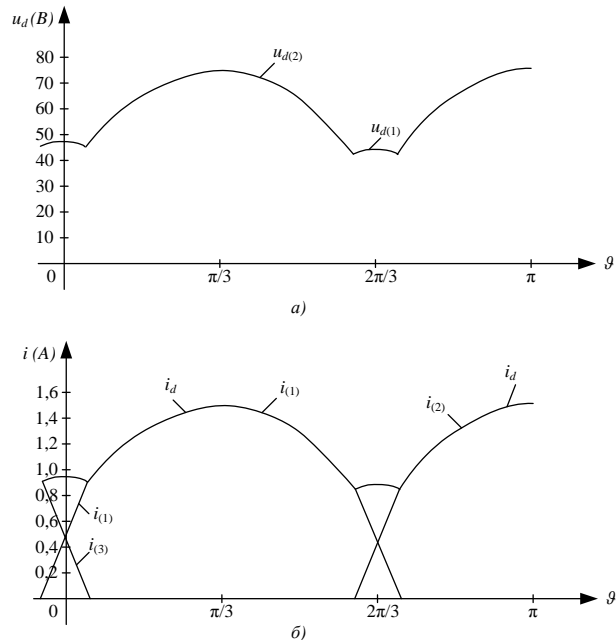 u_d (В)
80
70
60
50
40
30
20
10
0
u_d(2)
u_d(1)
π/3
2π/3
π
ϑ
а)
i (А)
1,6
1,4
1,2
1,0
0,8
0,6
0,4
0,2
0
i_d
i_(1)
i_(2)
i_d
i_(1)
i_(3)
π/3
2π/3
π
ϑ
б)